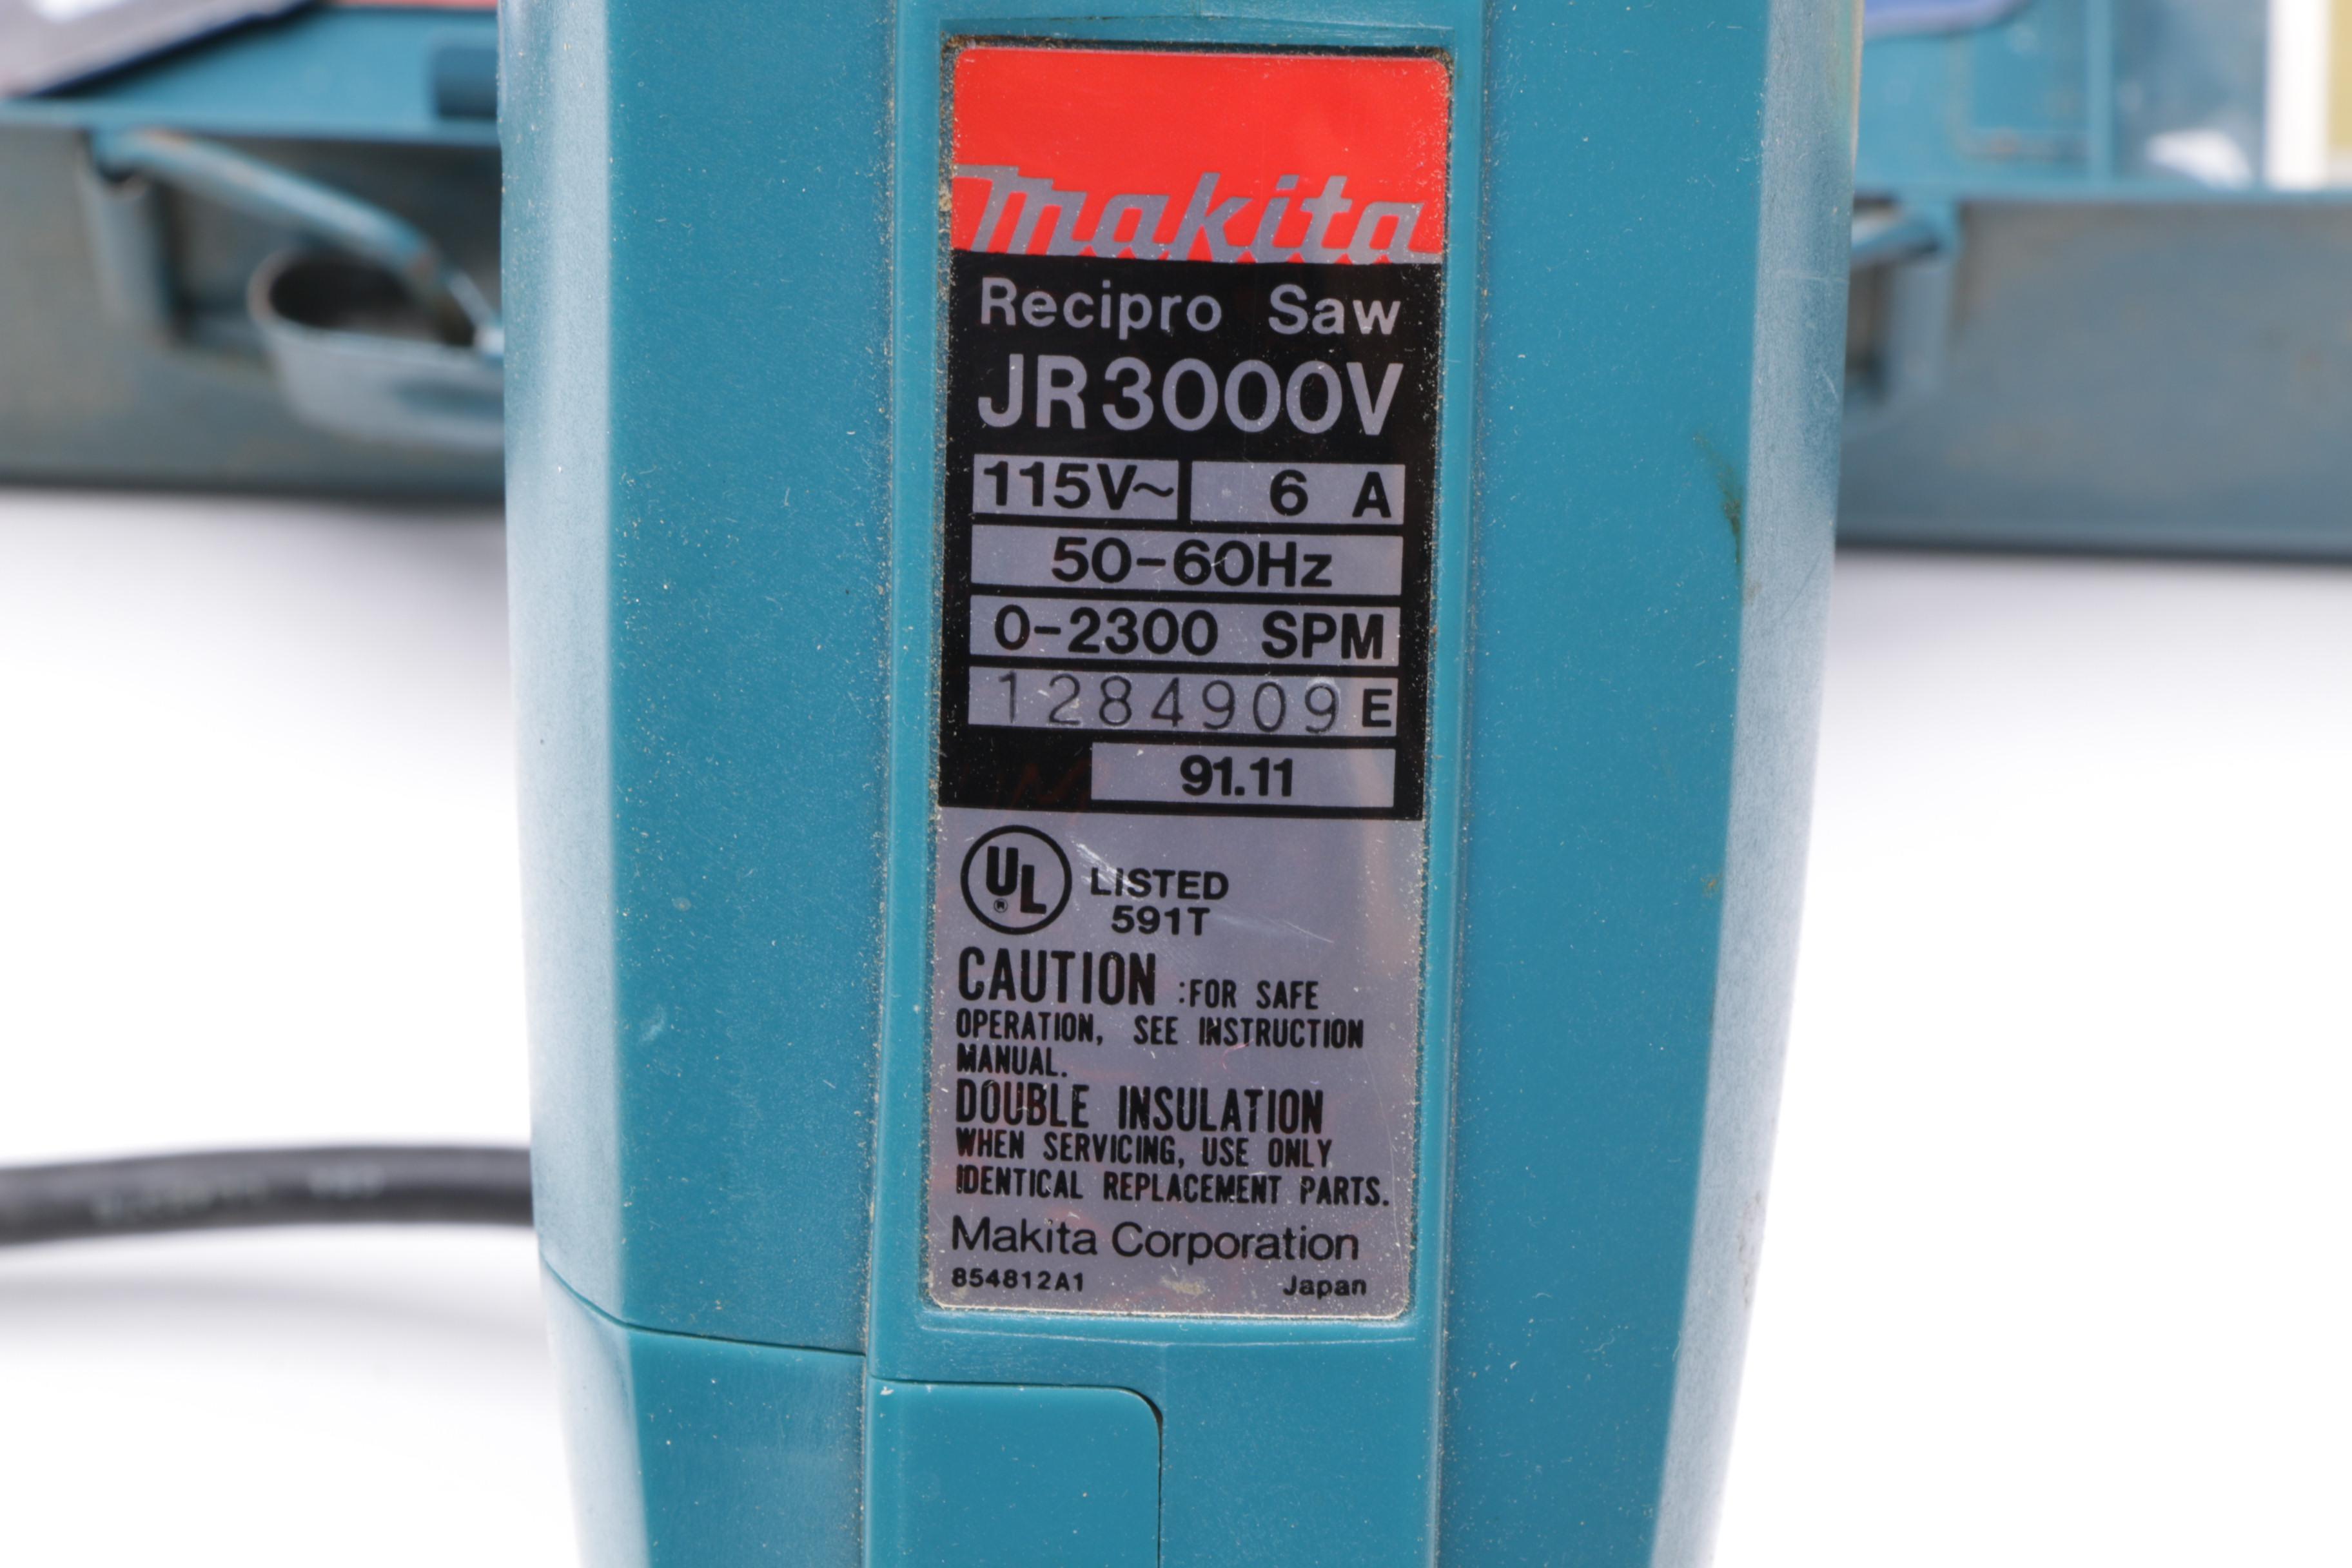 makita
Recipro Saw
JR3000V
115V~ 6 A
50-60Hz
0-2300 SPM
1284909E
91.11
UL® LISTED
591T
CAUTION :FOR SAFE
OPERATION, SEE INSTRUCTION
MANUAL.
DOUBLE INSULATION
WHEN SERVICING, USE ONLY
IDENTICAL REPLACEMENT PARTS.
Makita Corporation
854812A1 Japan